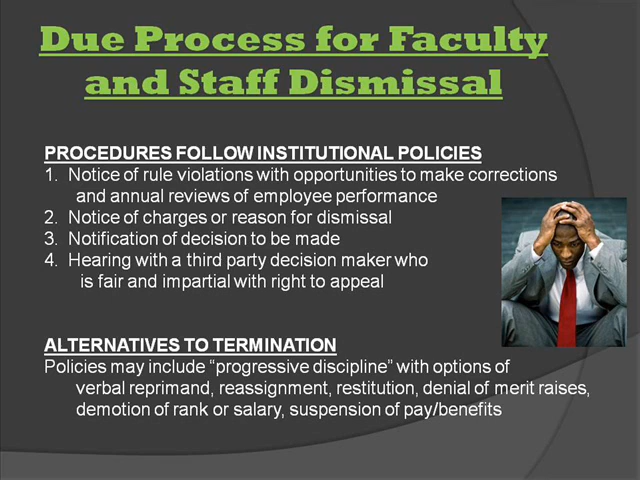 Due Process for Faculty
and Staff Dismissal
PROCEDURES FOLLOW INSTITUTIONAL POLICIES
1. Notice of rule violations with opportunities to make corrections
and annual reviews of employee performance
2. Notice of charges or reason for dismissal
3. Notification of decision to be made
4. Hearing with a third party decision maker who
is fair and impartial with right to appeal
ALTERNATIVES TO TERMINATION
Policies may include “progressive discipline” with options of
verbal reprimand, reassignment, restitution, denial of merit raises,
demotion of rank or salary, suspension of pay/benefits